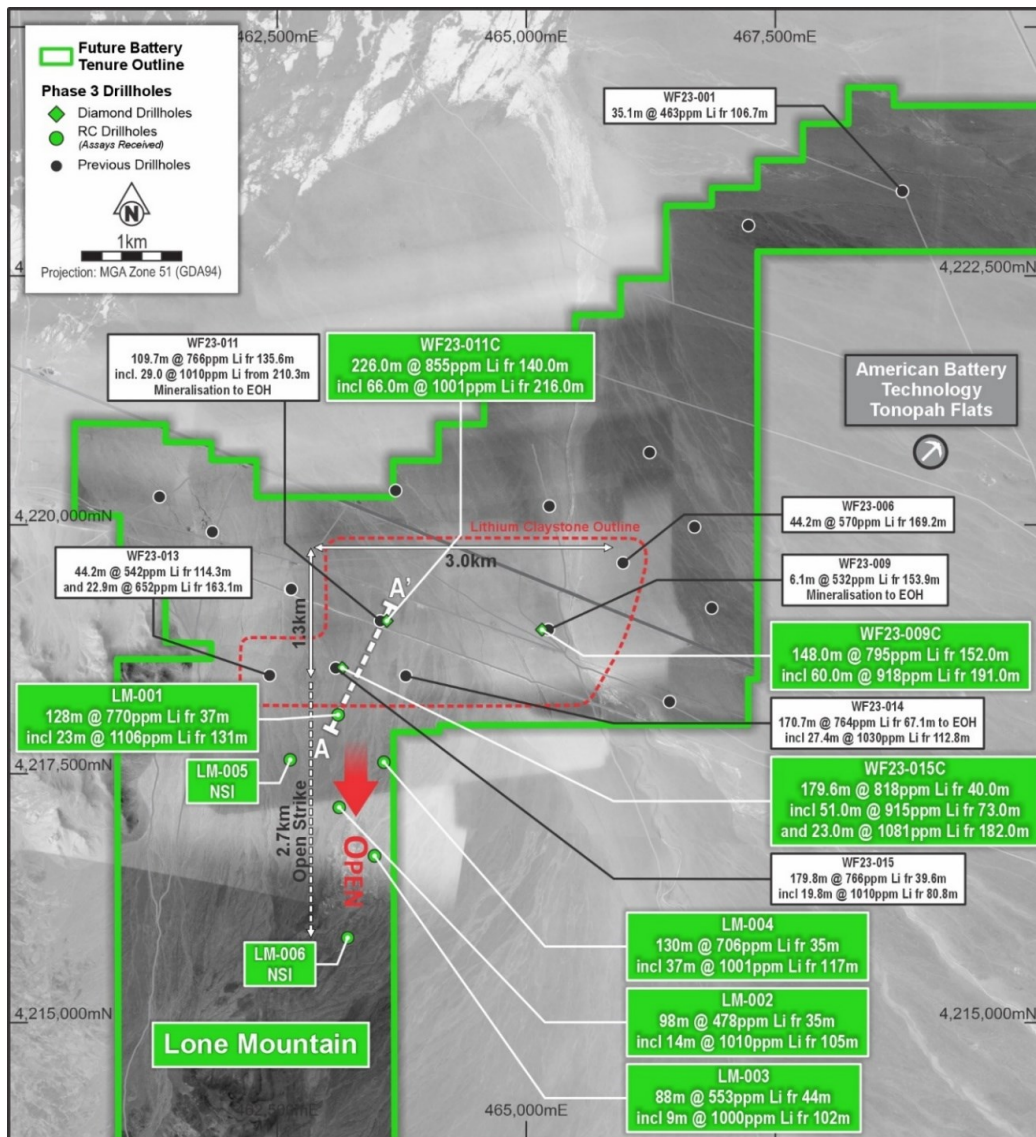 462,500mE
465,000mE
467,500mE
Future Battery
Tenure Outline
Phase 3 Drillholes
Diamond Drillholes
RC Drillholes
(Assays Received)
Previous Drillholes
N
1km
Projection: MGA Zone 51 (GDA94)
WF23-001
35.1m @ 463ppm Li fr 106.7m
4,222,500mN
WF23-011
109.7m @ 766ppm Li fr 135.6m
incl. 29.0 @ 1010ppm Li from 210.3m
Mineralisation to EOH
WF23-011C
226.0m @ 855ppm Li fr 140.0m
incl 66.0m @ 1001ppm Li fr 216.0m
American Battery
Technology
Tonopah Flats
4,220,000mN
Lithium Claystone Outline
3.0km
WF23-006
44.2m @ 570ppm Li fr 169.2m
WF23-013
44.2m @ 542ppm Li fr 114.3m
and 22.9m @ 652ppm Li fr 163.1m
1.3km
A'
WF23-009
6.1m @ 532ppm Li fr 153.9m
Mineralisation to EOH
WF23-009C
148.0m @ 795ppm Li fr 152.0m
incl 60.0m @ 918ppm Li fr 191.0m
LM-001
128m @ 770ppm Li fr 37m
incl 23m @ 1106ppm Li fr 131m
A
WF23-014
170.7m @ 764ppm Li fr 67.1m to EOH
incl 27.4m @ 1030ppm Li fr 112.8m
4,217,500mN
LM-005
NSI
WF23-015C
179.6m @ 818ppm Li fr 40.0m
incl 51.0m @ 915ppm Li fr 73.0m
and 23.0m @ 1081ppm Li fr 182.0m
2.7km
Open Strike
OPEN
WF23-015
179.8m @ 766ppm Li fr 39.6m
incl 19.8m @ 1010ppm Li fr 80.8m
LM-004
130m @ 706ppm Li fr 35m
incl 37m @ 1001ppm Li fr 117m
LM-006
NSI
LM-002
98m @ 478ppm Li fr 35m
incl 14m @ 1010ppm Li fr 105m
4,215,000mN
4,215,000mN
Lone Mountain
LM-003
88m @ 553ppm Li fr 44m
incl 9m @ 1000ppm Li fr 102m
462,500mE
465,000mE